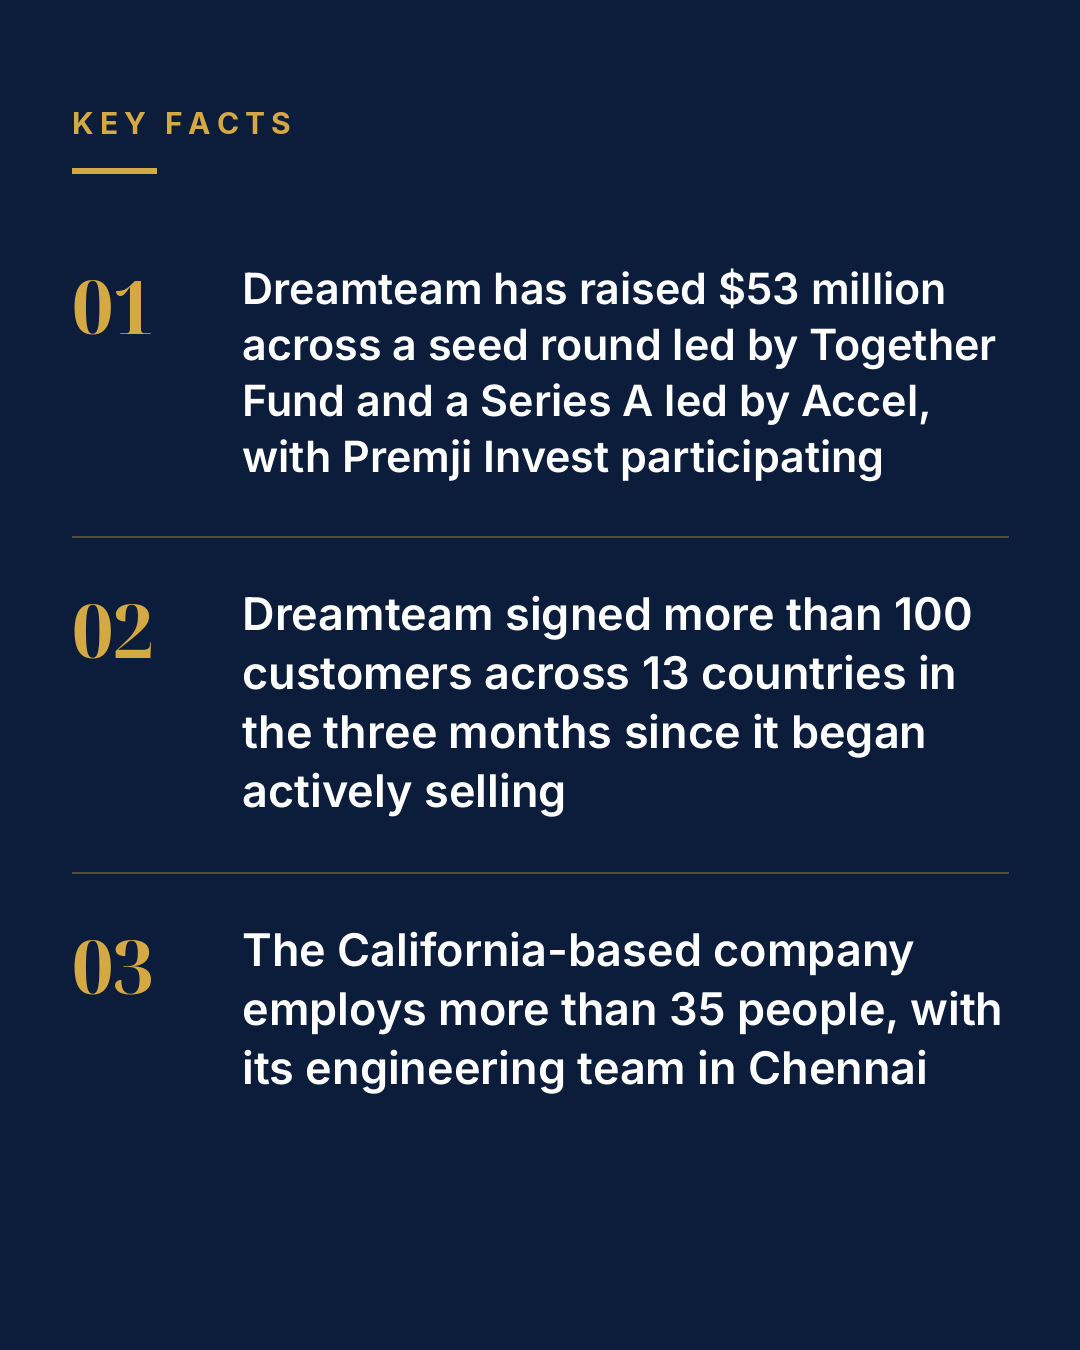 KEY FACTS
01
Dreamteam has raised $53 million
across a seed round led by Together
Fund and a Series A led by Accel,
with Premji Invest participating
02
Dreamteam signed more than 100
customers across 13 countries in
the three months since it began
actively selling
03
The California-based company
employs more than 35 people, with
its engineering team in Chennai